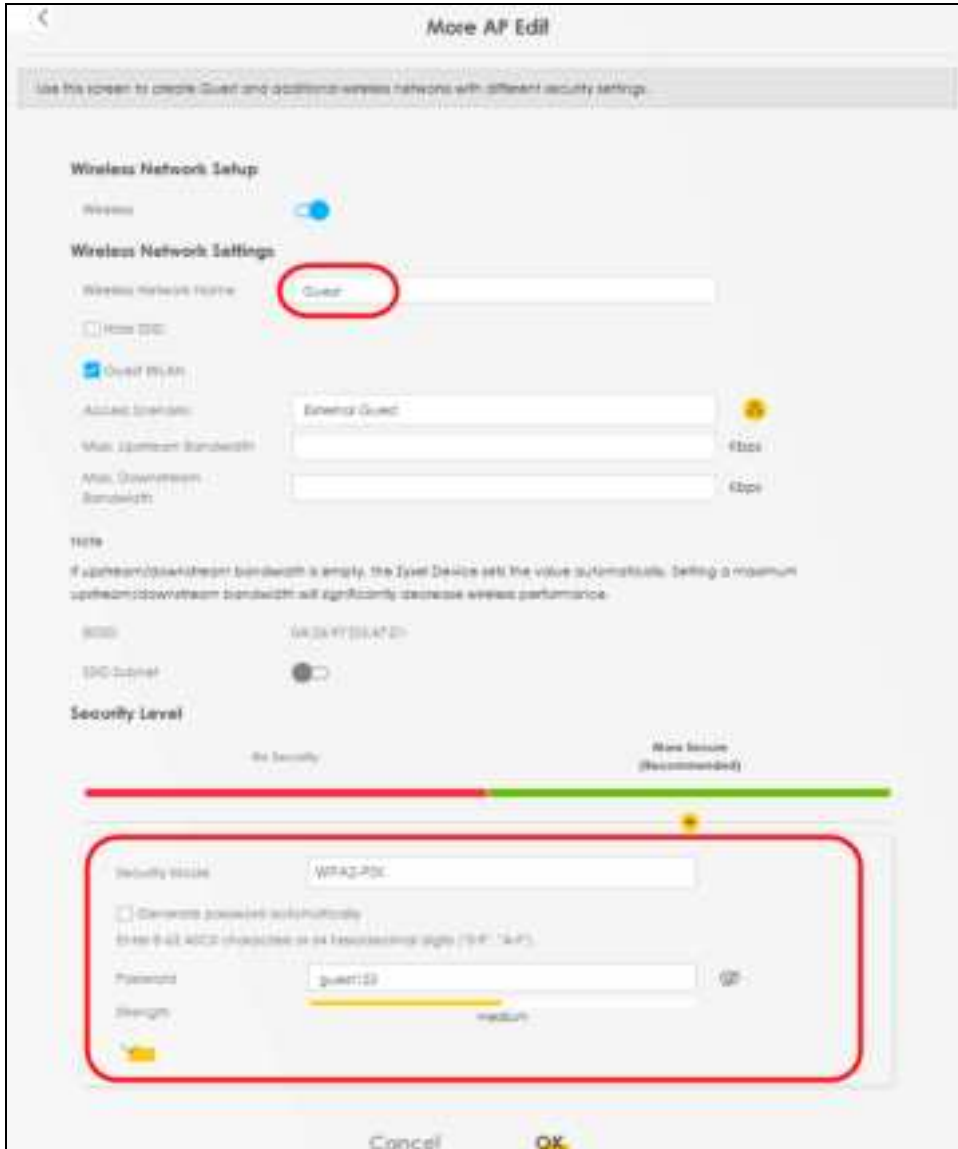 More AP Edit
Use this screen to create Guest and additional wireless networks with different security settings.
Wireless Network Setup
Wireless
Wireless Network Settings
Wireless Network Name
Guest
Hide SSID
Guest WLAN
Access Scenario
External Guest
Max. Upstream Bandwidth
Kbps
Max. Downstream
Bandwidth
Kbps
Note
If upstream/downstream bandwidth is empty, the Zyxel Device sets the value automatically. Setting a maximum
upstream/downstream bandwidth will significantly decrease wireless performance.
BSSID
SSID Subnet
Security Level
No Security
More Secure
(Recommended)
Security Mode
WPA2-PSK
Generate password automatically
Enter 8-63 ASCII characters or 64 hexadecimal digits ("0-9", "A-F").
Password
guest123
Strength
medium
Cancel
OK